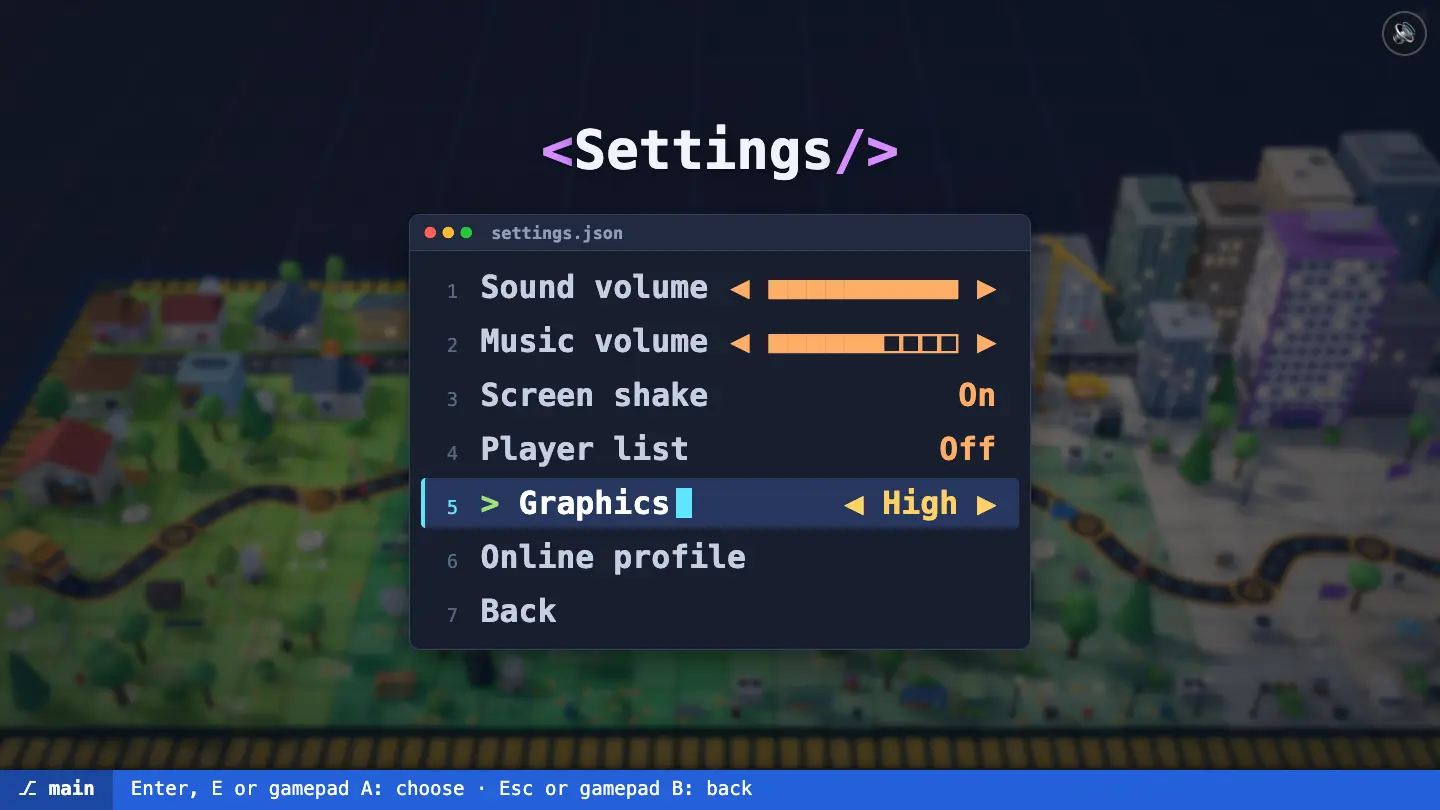 <Settings/>
settings.json
1 Sound volume ◀ ▶
2 Music volume ◀ ▶
3 Screen shake On
4 Player list Off
5 > Graphics ◀ High ▶
6 Online profile
7 Back
main Enter, E or gamepad A: choose · Esc or gamepad B: back